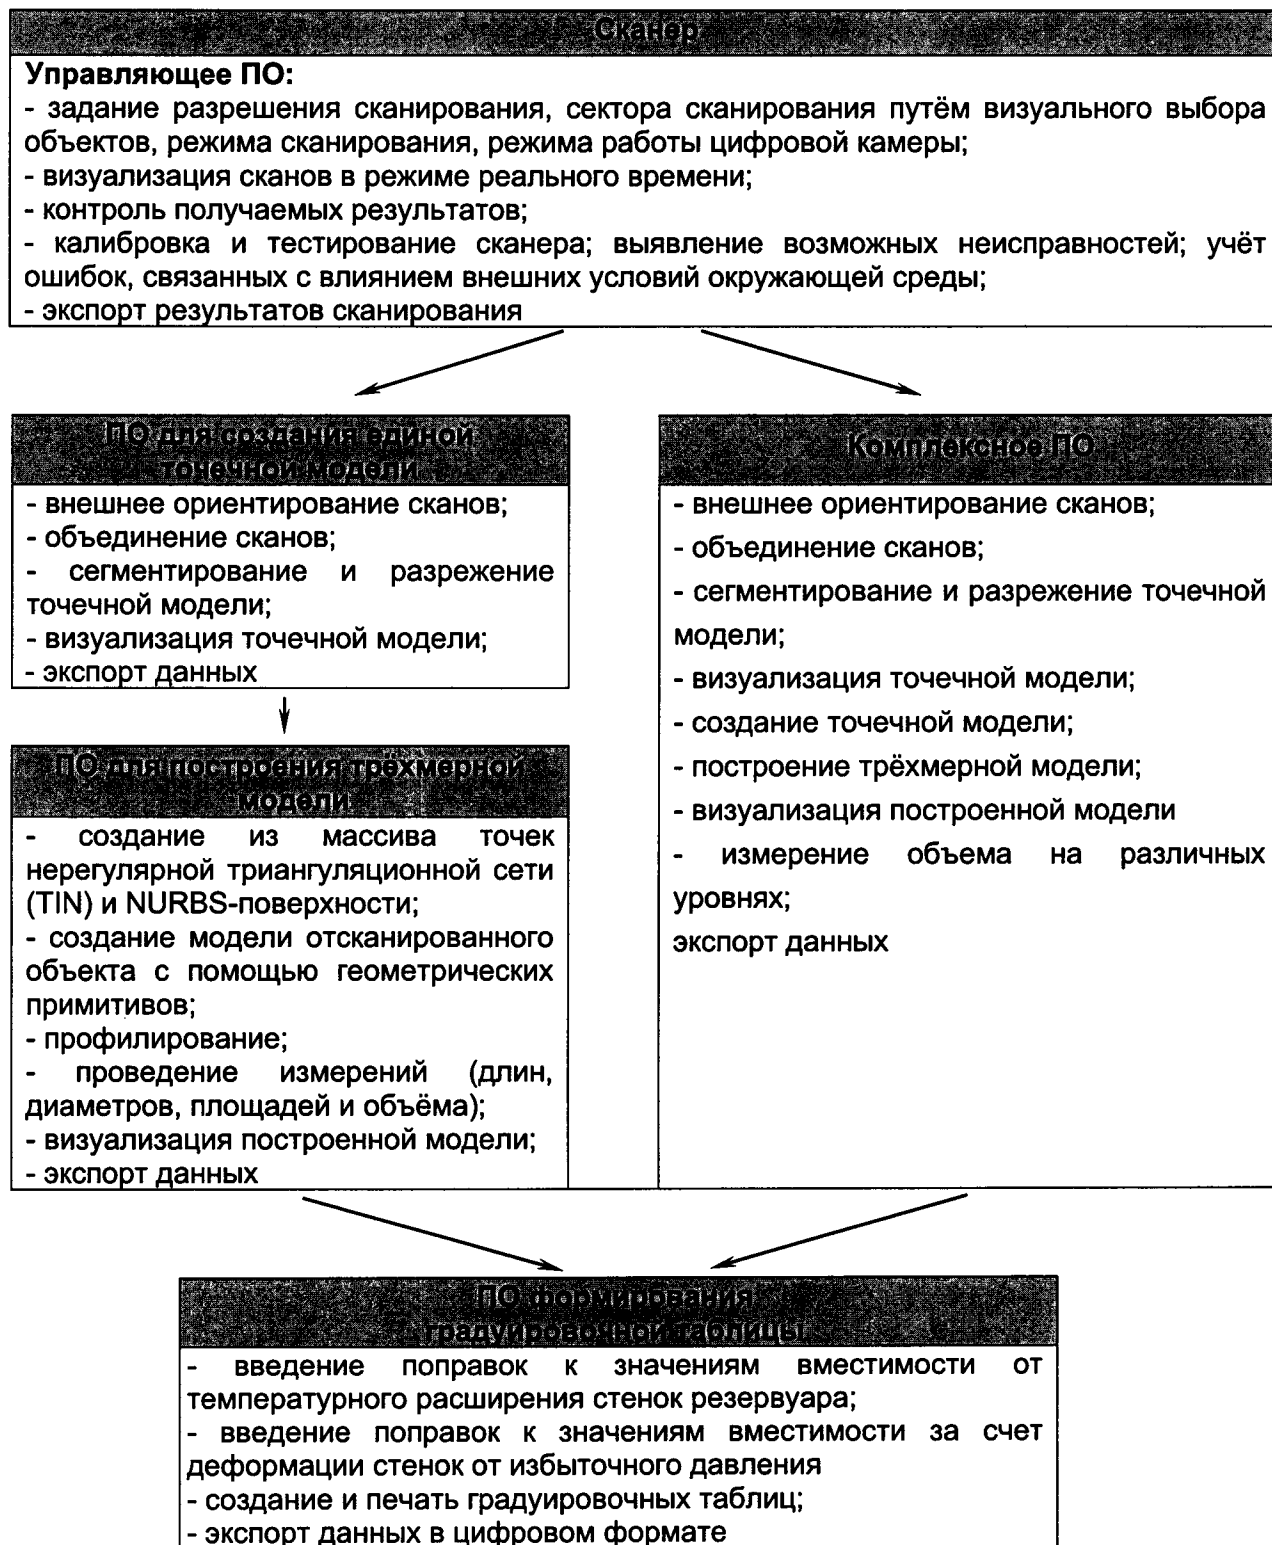 Сканер
Управляющее ПО:
- задание разрешения сканирования, сектора сканирования путём визуального выбора
объектов, режима сканирования, режима работы цифровой камеры;
- визуализация сканов в режиме реального времени;
- контроль получаемых результатов;
- калибровка и тестирование сканера; выявление возможных неисправностей; учёт
ошибок, связанных с влиянием внешних условий окружающей среды;
- экспорт результатов сканирования
ПО для создания единой
точечной модели
- внешнее ориентирование сканов;
- объединение сканов;
- сегментирование и разрежение
точечной модели;
- визуализация точечной модели;
- экспорт данных
ПО для построения трёхмерной
модели
- создание из массива точек
нерегулярной триангуляционной сети
(TIN) и NURBS-поверхности;
- создание модели отсканированного
объекта с помощью геометрических
примитивов;
- профилирование;
- проведение измерений (длин,
диаметров, площадей и объёма);
- визуализация построенной модели;
- экспорт данных
Комплексное ПО
- внешнее ориентирование сканов;
- объединение сканов;
- сегментирование и разрежение точечной
модели;
- визуализация точечной модели;
- создание точечной модели;
- построение трёхмерной модели;
- визуализация построенной модели
- измерение объема на различных
уровнях;
экспорт данных
ПО формирования
градуировочной таблицы
- введение поправок к значениям вместимости от
температурного расширения стенок резервуара;
- введение поправок к значениям вместимости за счет
деформации стенок от избыточного давления
- создание и печать градуировочных таблиц;
- экспорт данных в цифровом формате